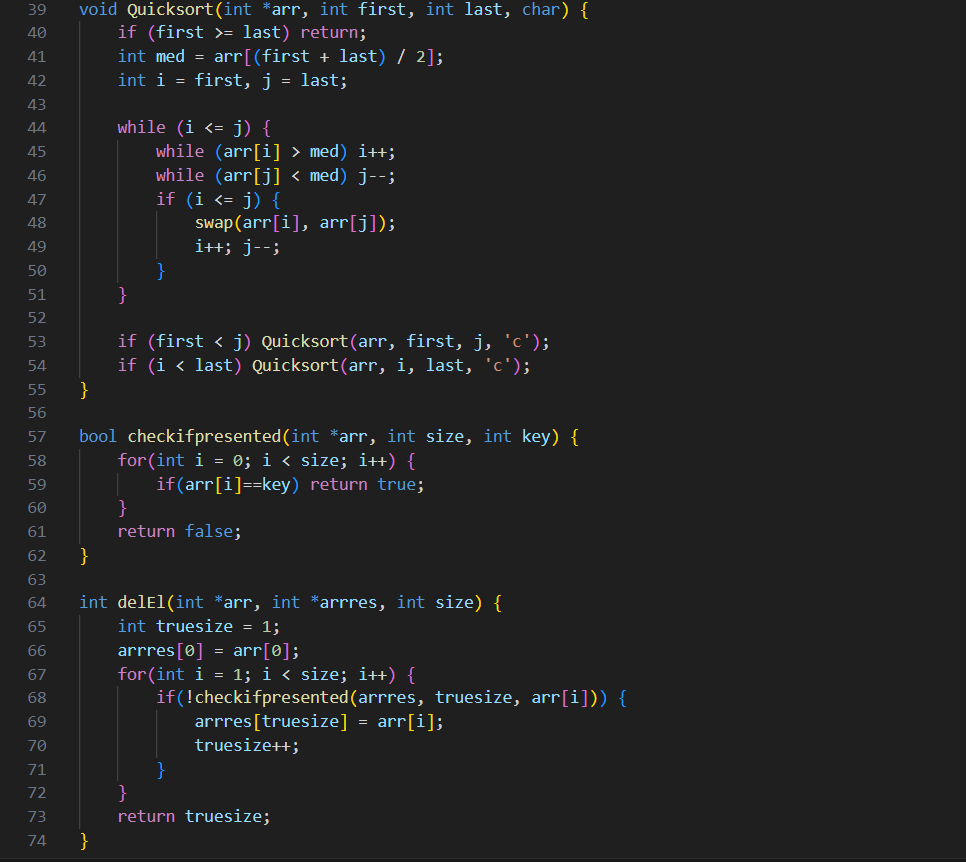 39 void Quicksort(int *arr, int first, int last, char) {
40     if (first >= last) return;
41     int med = arr[(first + last) / 2];
42     int i = first, j = last;
43
44     while (i <= j) {
45         while (arr[i] > med) i++;
46         while (arr[j] < med) j--;
47         if (i <= j) {
48             swap(arr[i], arr[j]);
49             i++; j--;
50         }
51     }
52
53     if (first < j) Quicksort(arr, first, j, 'c');
54     if (i < last) Quicksort(arr, i, last, 'c');
55 }
56
57 bool checkifpresented(int *arr, int size, int key) {
58     for(int i = 0; i < size; i++) {
59         if(arr[i]==key) return true;
60     }
61     return false;
62 }
63
64 int delEl(int *arr, int *arrres, int size) {
65     int truesize = 1;
66     arrres[0] = arr[0];
67     for(int i = 1; i < size; i++) {
68         if(!checkifpresented(arrres, truesize, arr[i])) {
69             arrres[truesize] = arr[i];
70             truesize++;
71         }
72     }
73     return truesize;
74 }